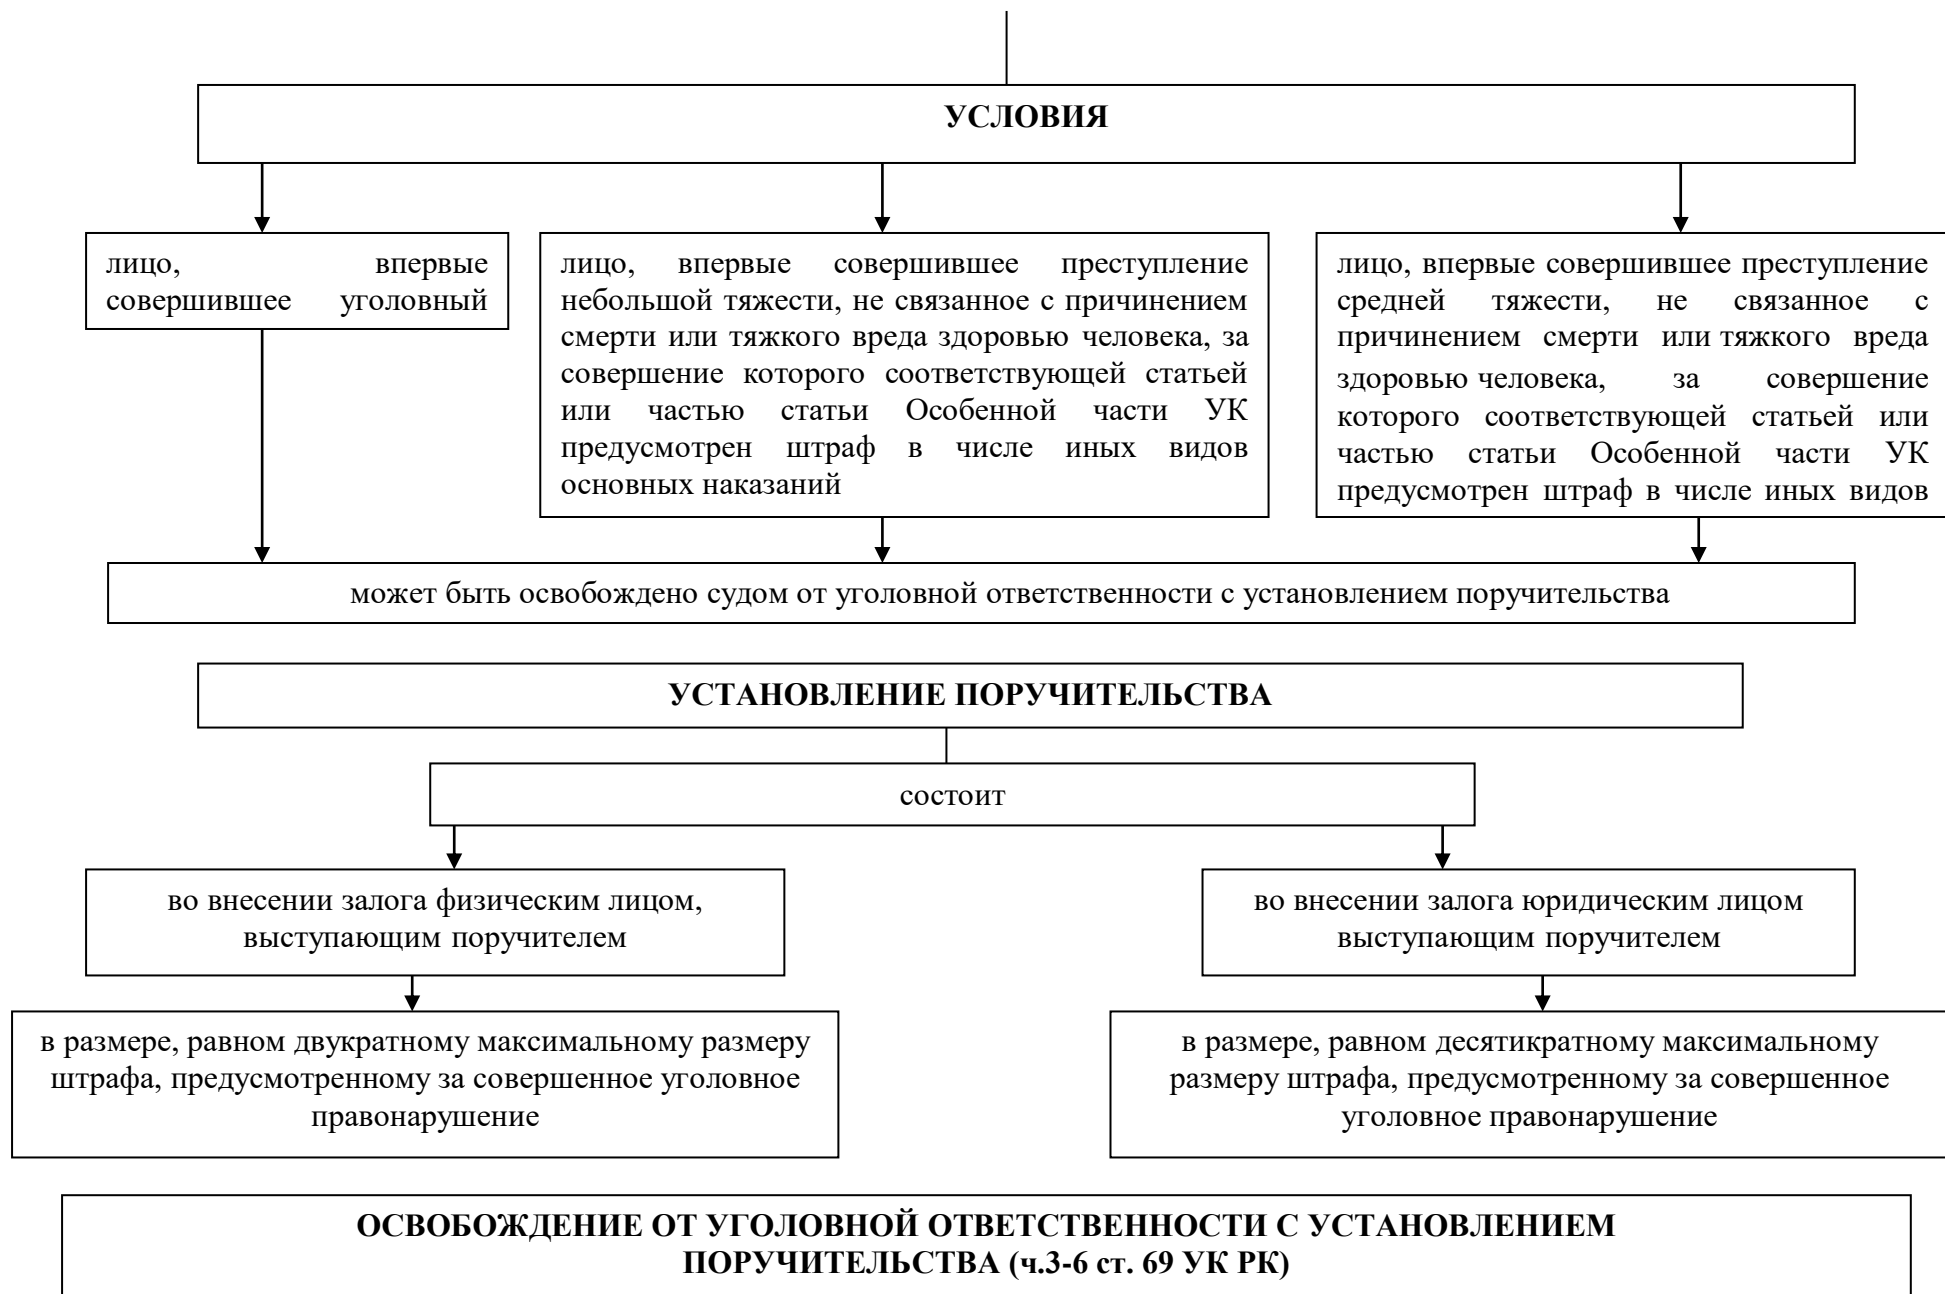 УСЛОВИЯ
лицо, впервые
совершившее уголовный
лицо, впервые совершившее преступление
небольшой тяжести, не связанное с причинением
смерти или тяжкого вреда здоровью человека, за
совершение которого соответствующей статьей
или частью статьи Особенной части УК
предусмотрен штраф в числе иных видов
основных наказаний
лицо, впервые совершившее преступление
средней тяжести, не связанное с
причинением смерти или тяжкого вреда
здоровью человека, за совершение
которого соответствующей статьей или
частью статьи Особенной части УК
предусмотрен штраф в числе иных видов
может быть освобождено судом от уголовной ответственности с установлением поручительства
УСТАНОВЛЕНИЕ ПОРУЧИТЕЛЬСТВА
состоит
во внесении залога физическим лицом,
выступающим поручителем
во внесении залога юридическим лицом
выступающим поручителем
в размере, равном двукратному максимальному размеру
штрафа, предусмотренному за совершенное уголовное
правонарушение
в размере, равном десятикратному максимальному
размеру штрафа, предусмотренному за совершенное
уголовное правонарушение
ОСВОБОЖДЕНИЕ ОТ УГОЛОВНОЙ ОТВЕТСТВЕННОСТИ С УСТАНОВЛЕНИЕМ
ПОРУЧИТЕЛЬСТВА (ч.3-6 ст. 69 УК РК)